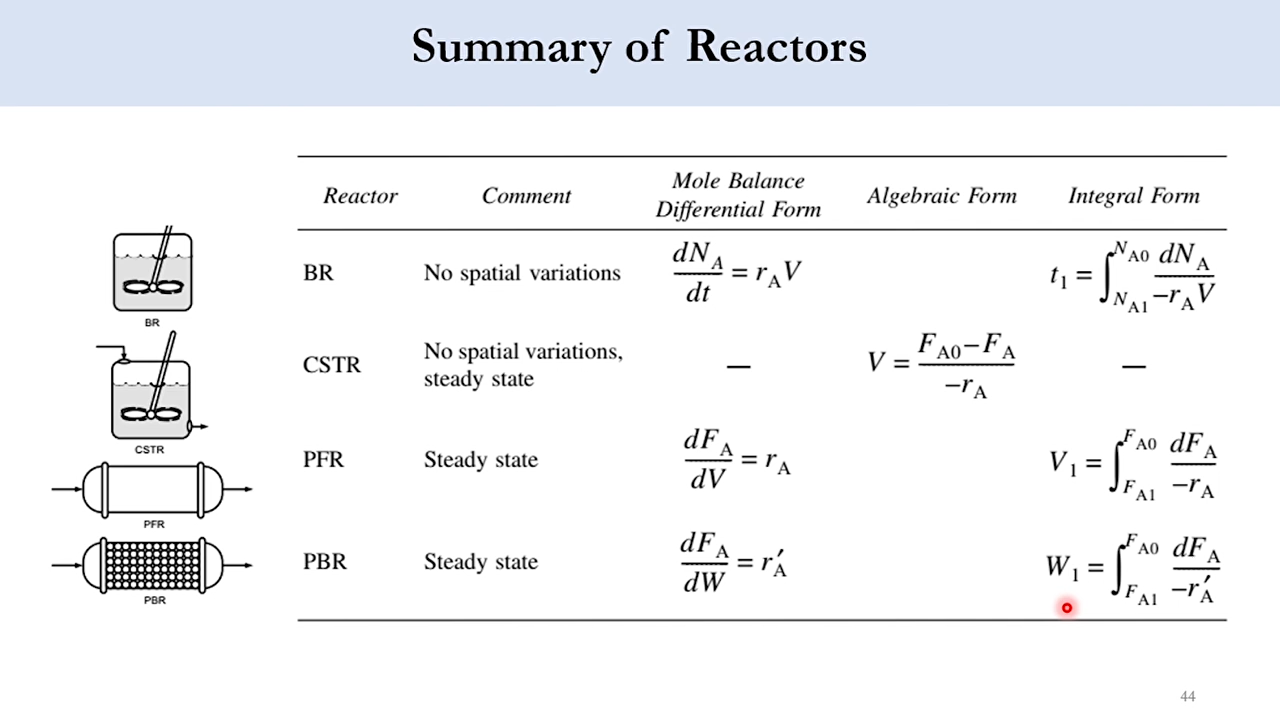 Summary of Reactors
Reactor Comment Mole Balance Differential Form Algebraic Form Integral Form
BR No spatial variations dN_A/dt = r_A V t_1 = ∫_{N_A1}^{N_A0} dN_A/−r_A V
CSTR No spatial variations, steady state — V = F_A0−F_A/−r_A —
PFR Steady state dF_A/dV = r_A V_1 = ∫_{F_A1}^{F_A0} dF_A/−r_A
PBR Steady state dF_A/dW = r′_A W_1 = ∫_{F_A1}^{F_A0} dF_A/−r′_A
BR
CSTR
PFR
PBR
44